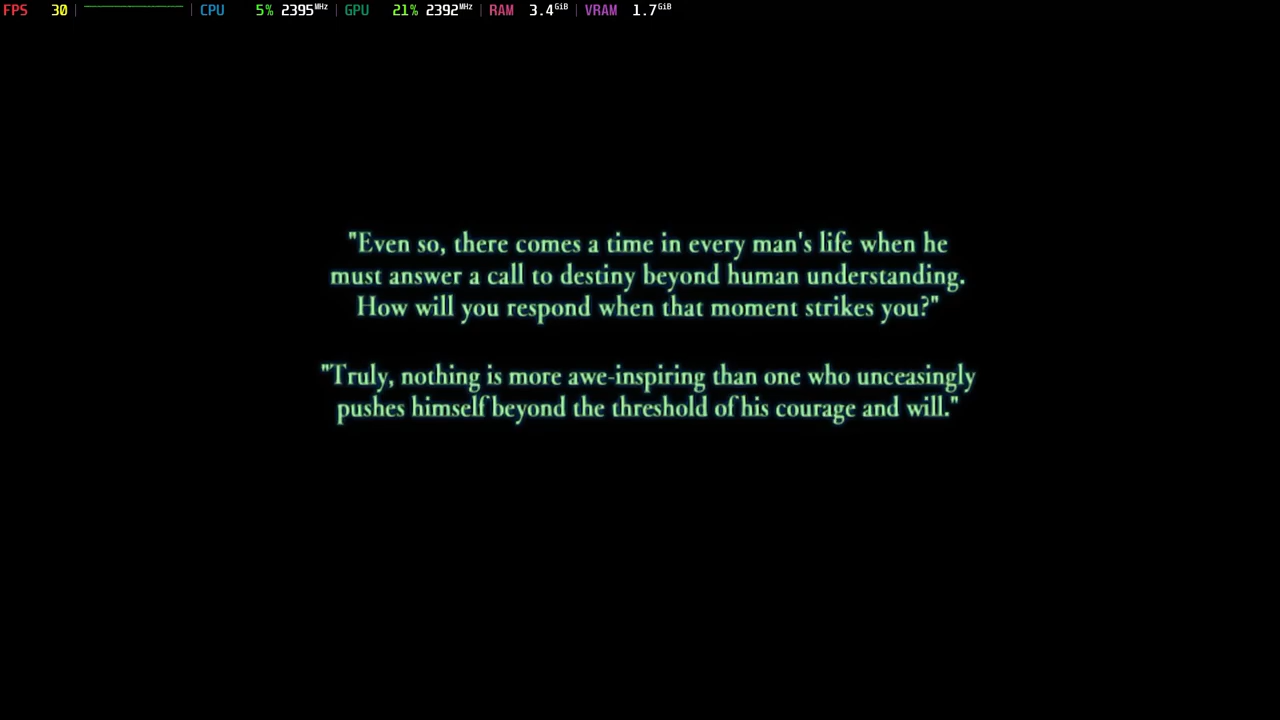 FPS 30 | CPU 5% 2395MHz | GPU 21% 2392MHz | RAM 3.4GiB | VRAM 1.7GiB
"Even so, there comes a time in every man's life when he
must answer a call to destiny beyond human understanding.
How will you respond when that moment strikes you?"
"Truly, nothing is more awe-inspiring than one who unceasingly
pushes himself beyond the threshold of his courage and will."